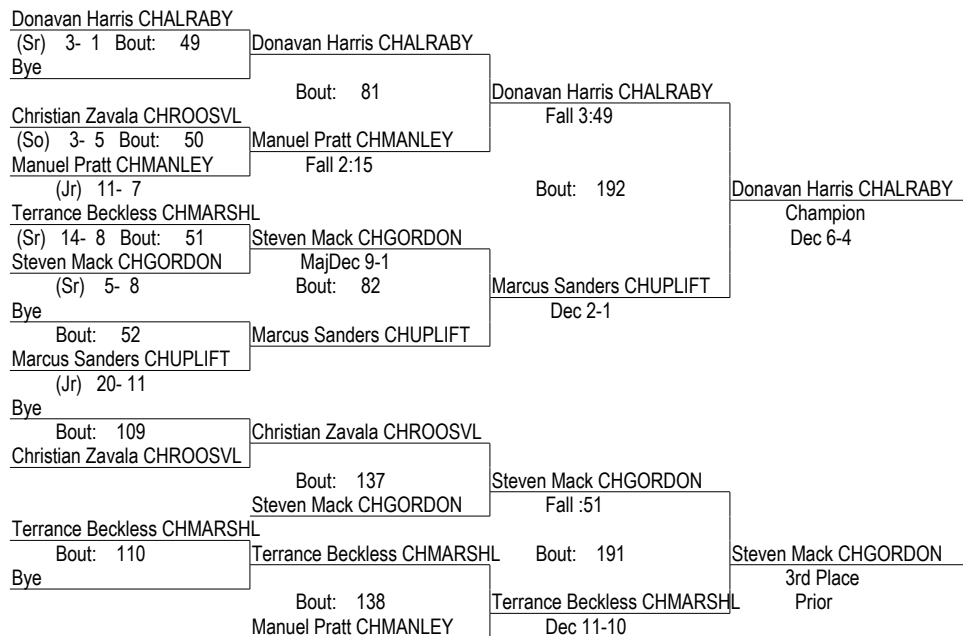 Donavan Harris CHALRABY
(Sr) 3- 1 Bout: 49
Donavan Harris CHALRABY
Bye
Bout: 81
Donavan Harris CHALRABY
Christian Zavala CHROOSVL
Fall 3:49
(So) 3- 5 Bout: 50
Manuel Pratt CHMANLEY
Manuel Pratt CHMANLEY
Fall 2:15
(Jr) 11- 7
Bout: 192
Donavan Harris CHALRABY
Terrance Beckless CHMARSHL
Champion
(Sr) 14- 8 Bout: 51
Steven Mack CHGORDON
Dec 6-4
Steven Mack CHGORDON
MajDec 9-1
(Sr) 5- 8
Bout: 82
Marcus Sanders CHUPLIFT
Bye
Dec 2-1
Bout: 52
Marcus Sanders CHUPLIFT
Marcus Sanders CHUPLIFT
(Jr) 20- 11
Bye
Bout: 109
Christian Zavala CHROOSVL
Christian Zavala CHROOSVL
Bout: 137
Steven Mack CHGORDON
Steven Mack CHGORDON
Fall :51
Terrance Beckless CHMARSHL
Bout: 110
Terrance Beckless CHMARSHL
Bout: 191
Steven Mack CHGORDON
Bye
3rd Place
Bout: 138
Terrance Beckless CHMARSHL
Prior
Manuel Pratt CHMANLEY
Dec 11-10